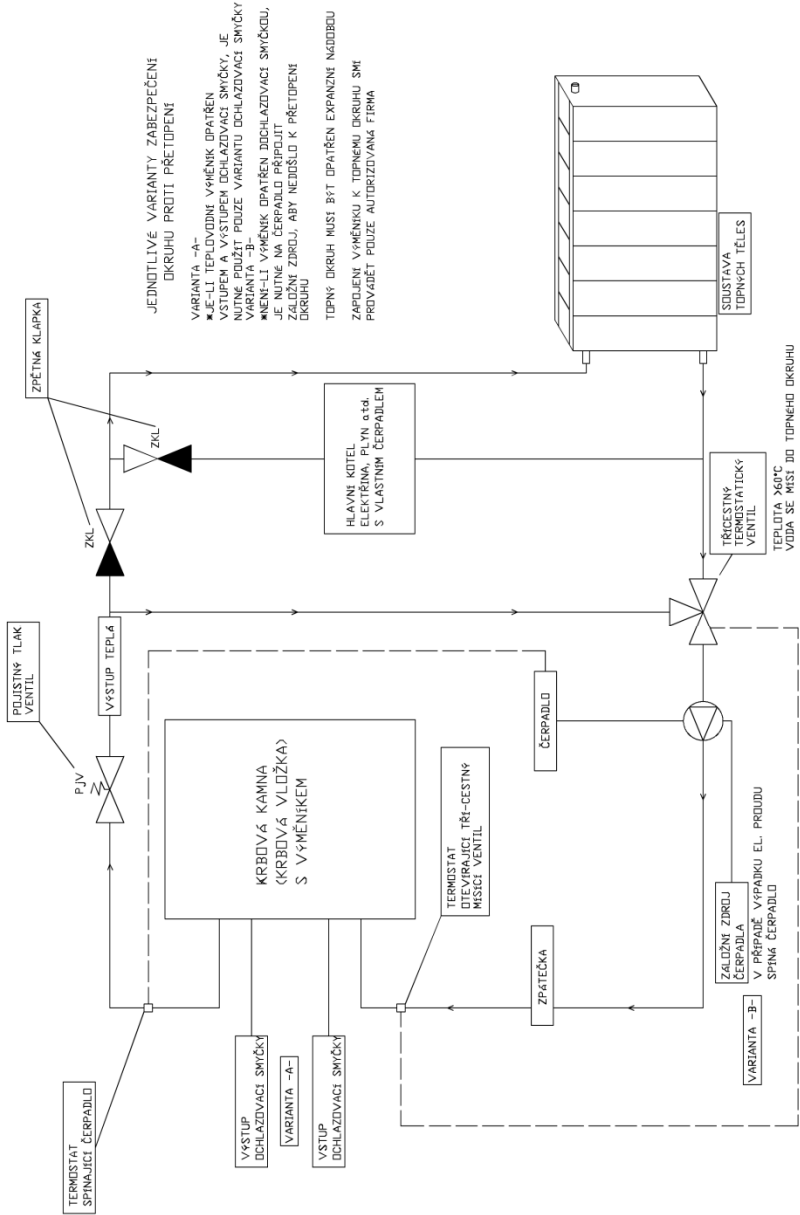 TERMOSTAT
SPÍNAJÍCÍ ČERPADLO
POJISTNÝ TLAK
VENTIL
PjV
VÝSTUP TEPLÁ
ZPĚTNÁ KLAPKA
ZKL
ZKL
JEDNOTLIVÉ VARIANTY ZABEZPEČENÍ
OKRUHU PROTI PŘETOPENÍ
VARIANTA -A-
*JE-LI TEPLOVODNÍ VÝMĚNÍK OPATŘEN
VSTUPEM A VÝSTUPEM OCHLAZOVACÍ SMYČKY, JE
NUTNÉ POUŽÍT POUZE VARIANTU OCHLAZOVACÍ SMYČKY
VARIANTA -B-
*NENÍ-LI VÝMĚNÍK OPATŘEN DOCHLAZOVACÍ SMYČKOU,
JE NUTNÉ NA ČERPADLO PŘIPOJIT
ZÁLOŽNÍ ZDROJ, ABY NEDOŠLO K PŘETOPENÍ
OKRUHU
TOPNÝ OKRUH MUSÍ BÝT OPATŘEN EXPANZNÍ NÁDOBOU
ZAPOJENÍ VÝMĚNÍKU K TOPNÉMU OKRUHU SMÍ
PROVÁDĚT POUZE AUTORIZOVANÁ FIRMA
VÝSTUP
OCHLAZOVACÍ SMYČKY
VARIANTA -A-
VSTUP
OCHLAZOVACÍ SMYČKY
KRBOVÁ KAMNA
(KRBOVÁ VLOŽKA)
S VÝMĚNÍKEM
HLAVNÍ KOTEL
ELEKTŘINA, PLYN atd.
S VLASTNÍM ČERPADLEM
TERMOSTAT
OTEVÍRAJÍCÍ TŘÍ-CESTNÝ
MÍSÍCÍ VENTIL
ČERPADLO
ZPÁTEČKA
SOUSTAVA
TOPNÝCH TĚLES
TŘÍCESTNÝ
TERMOSTATICKÝ
VENTIL
TEPLOTA >60°C
VODA SE MÍSÍ DO TOPNÉHO OKRUHU
ZÁLOŽNÍ ZDROJ
ČERPADLA
V PŘÍPADĚ VÝPADKU EL. PROUDU
SPÍNÁ ČERPADLO
VARIANTA -B-